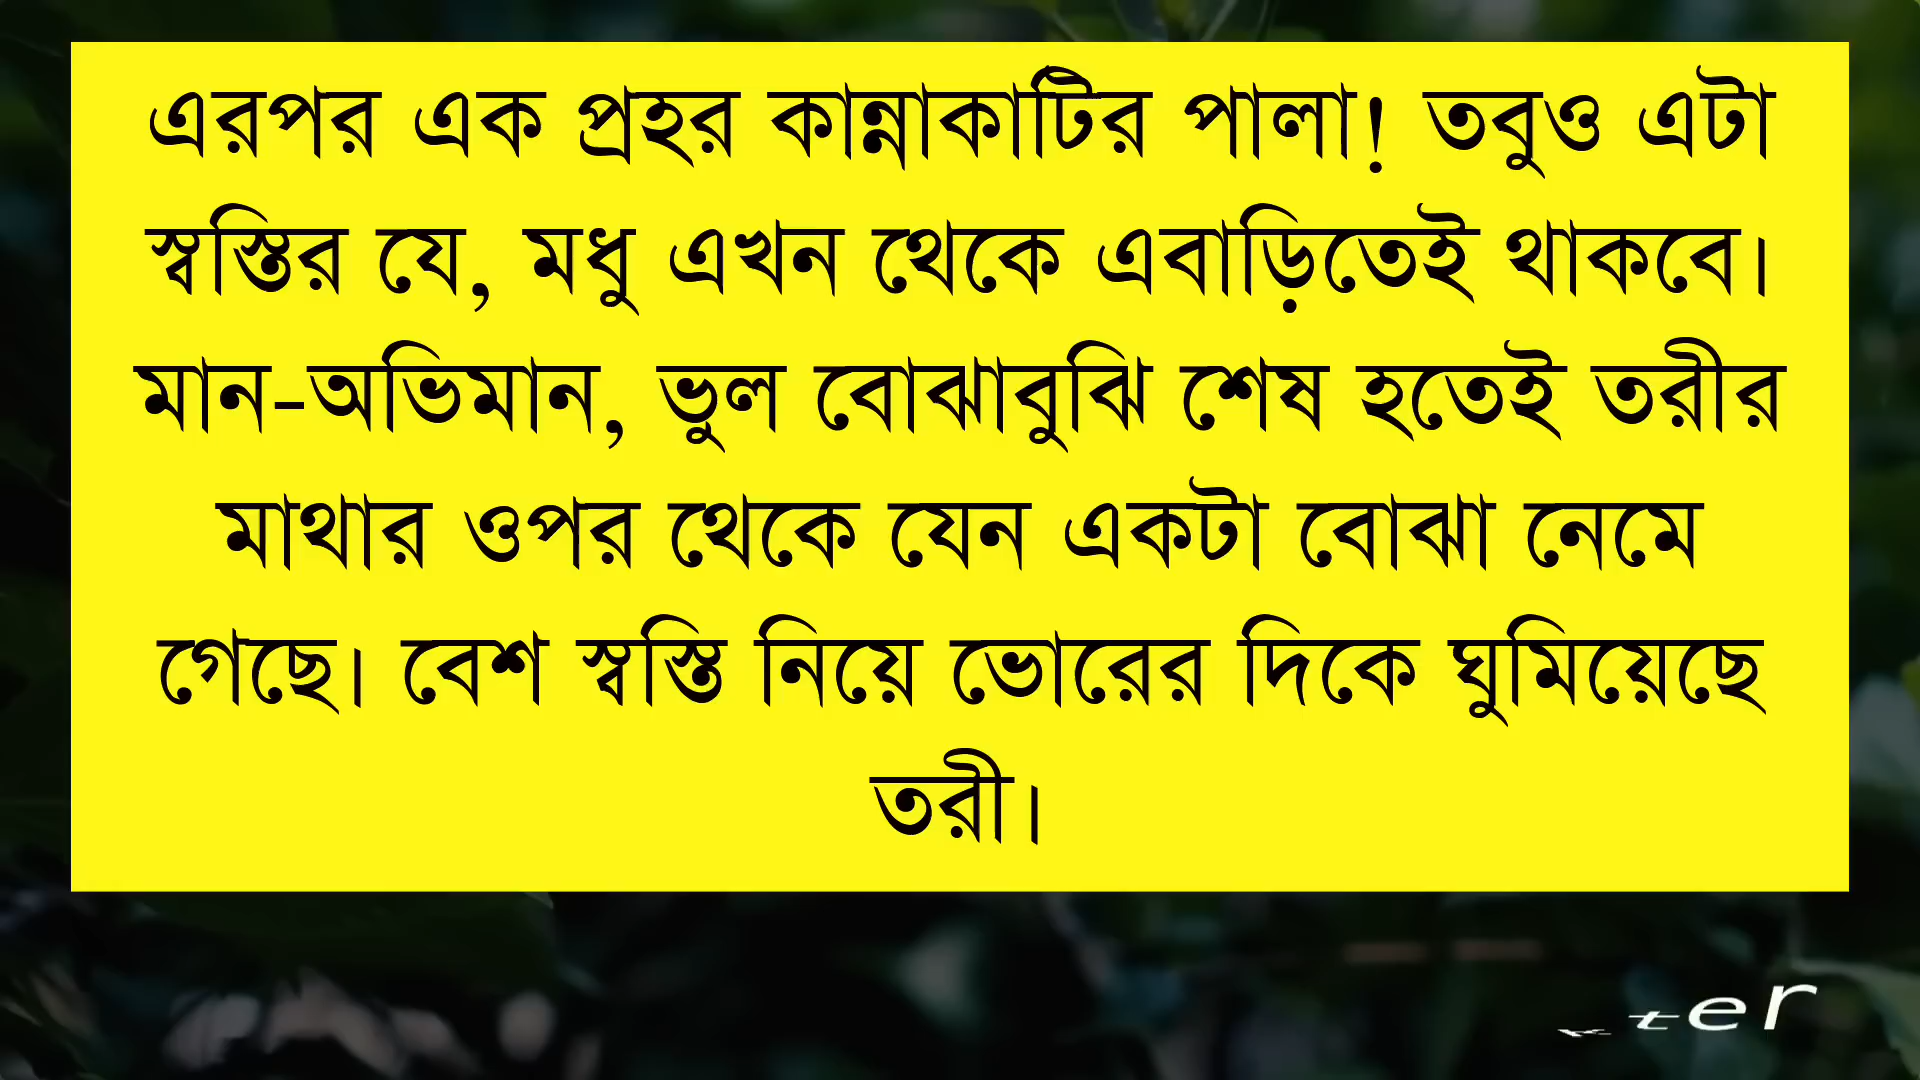 এরপর এক প্রহর কান্নাকাটির পালা! তবুও এটা
স্বস্তির যে, মধু এখন থেকে এবাড়িতেই থাকবে।
মান-অভিমান, ভুল বোঝাবুঝি শেষ হতেই তরীর
মাথার ওপর থেকে যেন একটা বোঝা নেমে
গেছে। বেশ স্বস্তি নিয়ে ভোরের দিকে ঘুমিয়েছে
তরী।